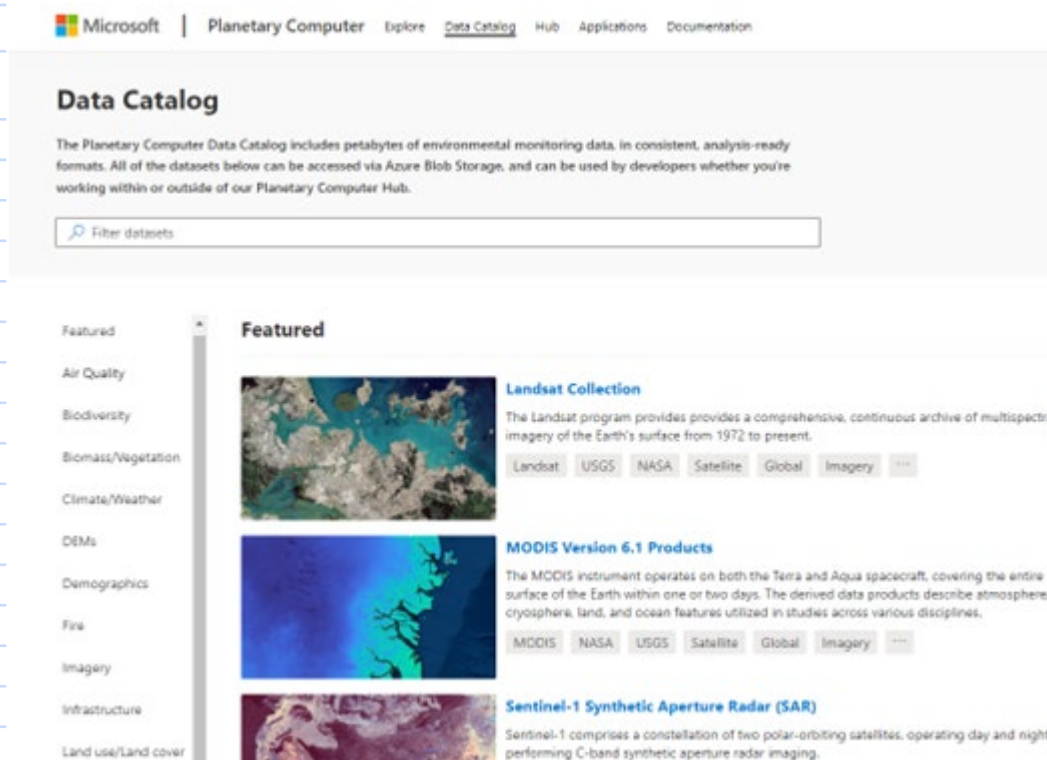 Microsoft | Planetary Computer Explore Data Catalog Hub Applications Documentation
Data Catalog
The Planetary Computer Data Catalog includes petabytes of environmental monitoring data, in consistent, analysis-ready
formats. All of the datasets below can be accessed via Azure Blob Storage, and can be used by developers whether you're
working within or outside of our Planetary Computer Hub.
Filter datasets
Featured
Air Quality
Biodiversity
Biomass/Vegetation
Climate/Weather
DEMs
Demographics
Fire
Imagery
Infrastructure
Land use/Land cover
Featured
Landsat Collection
The Landsat program provides provides a comprehensive, continuous archive of multispectr
imagery of the Earth's surface from 1972 to present.
Landsat USGS NASA Satellite Global Imagery ...
MODIS Version 6.1 Products
The MODIS instrument operates on both the Terra and Aqua spacecraft, covering the entire
surface of the Earth within one or two days. The derived data products describe atmosphere,
cryosphere, land, and ocean features utilized in studies across various disciplines.
MODIS NASA USGS Satellite Global Imagery ...
Sentinel-1 Synthetic Aperture Radar (SAR)
Sentinel-1 comprises a constellation of two polar-orbiting satellites, operating day and night
performing C-band synthetic aperture radar imaging.